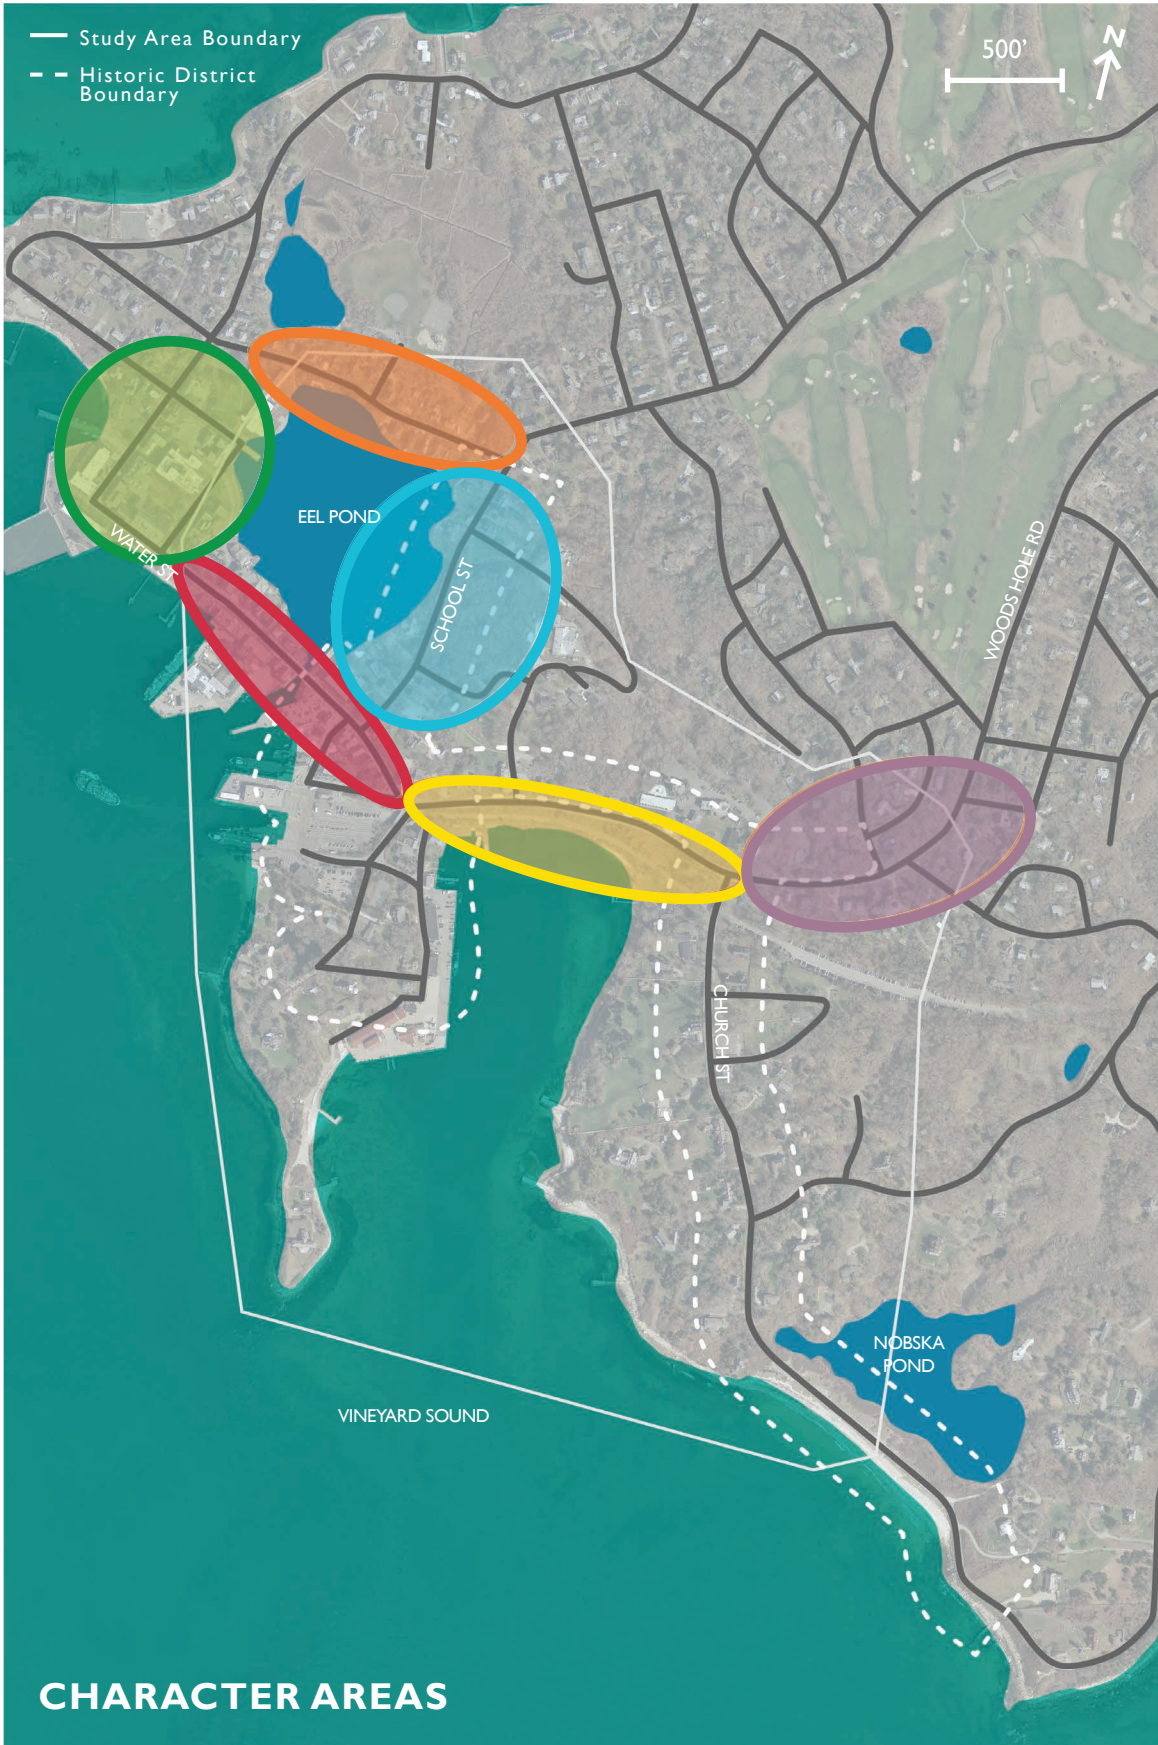 Study Area Boundary
Historic District
Boundary
500'
N
EEL POND
WATER ST
SCHOOL ST
WOODS HOLE RD
CHURCH ST
NOBSKA
POND
VINEYARD SOUND
CHARACTER AREAS